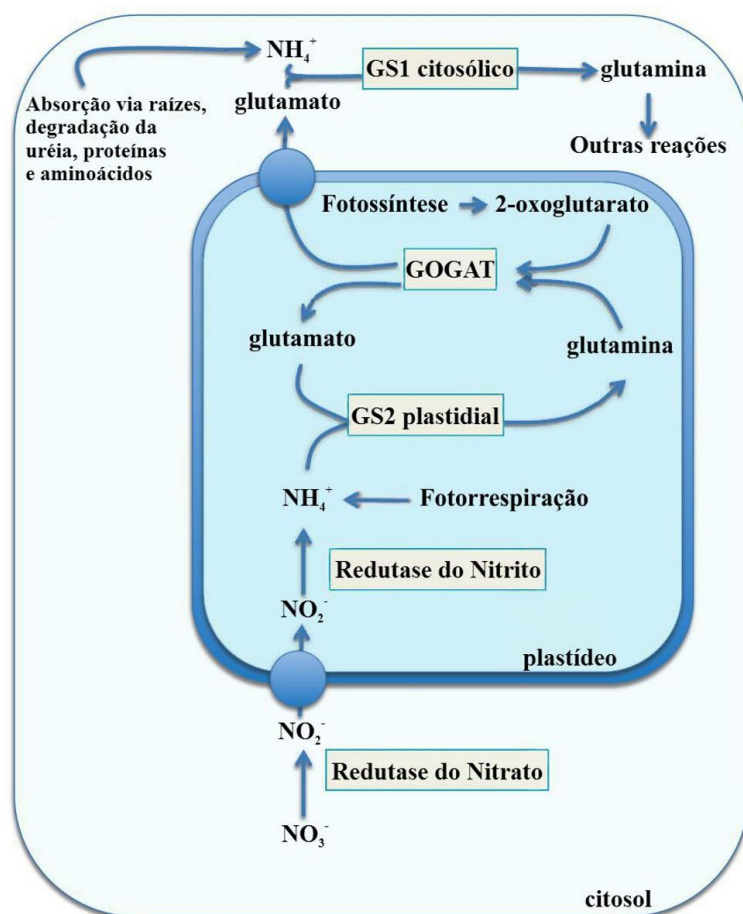 NH₄⁺
GS1 citosólico
glutamina
glutamato
Absorção via raízes,
degradação da
uréia, proteínas
e aminoácidos
Outras reações
Fotossíntese
2-oxoglutarato
GOGAT
glutamato
glutamina
GS2 plastidial
NH₄⁺
Fotorrespiração
Redutase do Nitrito
NO₂⁻
plastídeo
NO₂⁻
Redutase do Nitrato
NO₃⁻
citosol